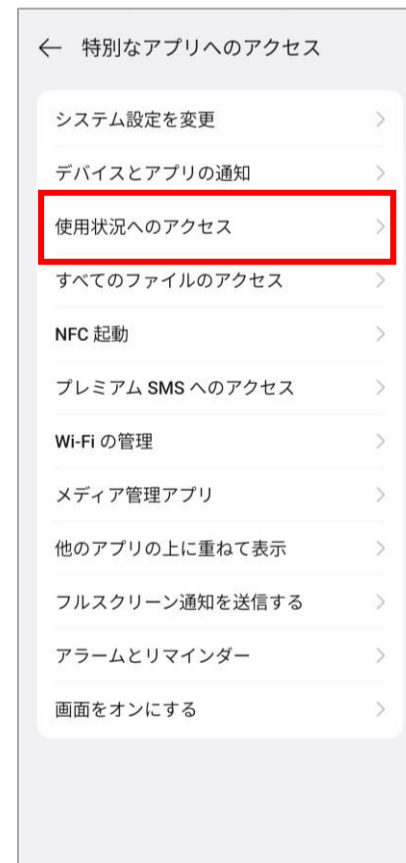 ← 特別なアプリへのアクセス
システム設定を変更
デバイスとアプリの通知
使用状況へのアクセス
すべてのファイルのアクセス
NFC 起動
プレミアム SMS へのアクセス
Wi-Fi の管理
メディア管理アプリ
他のアプリの上に重ねて表示
フルスクリーン通知を送信する
アラームとリマインダー
画面をオンにする